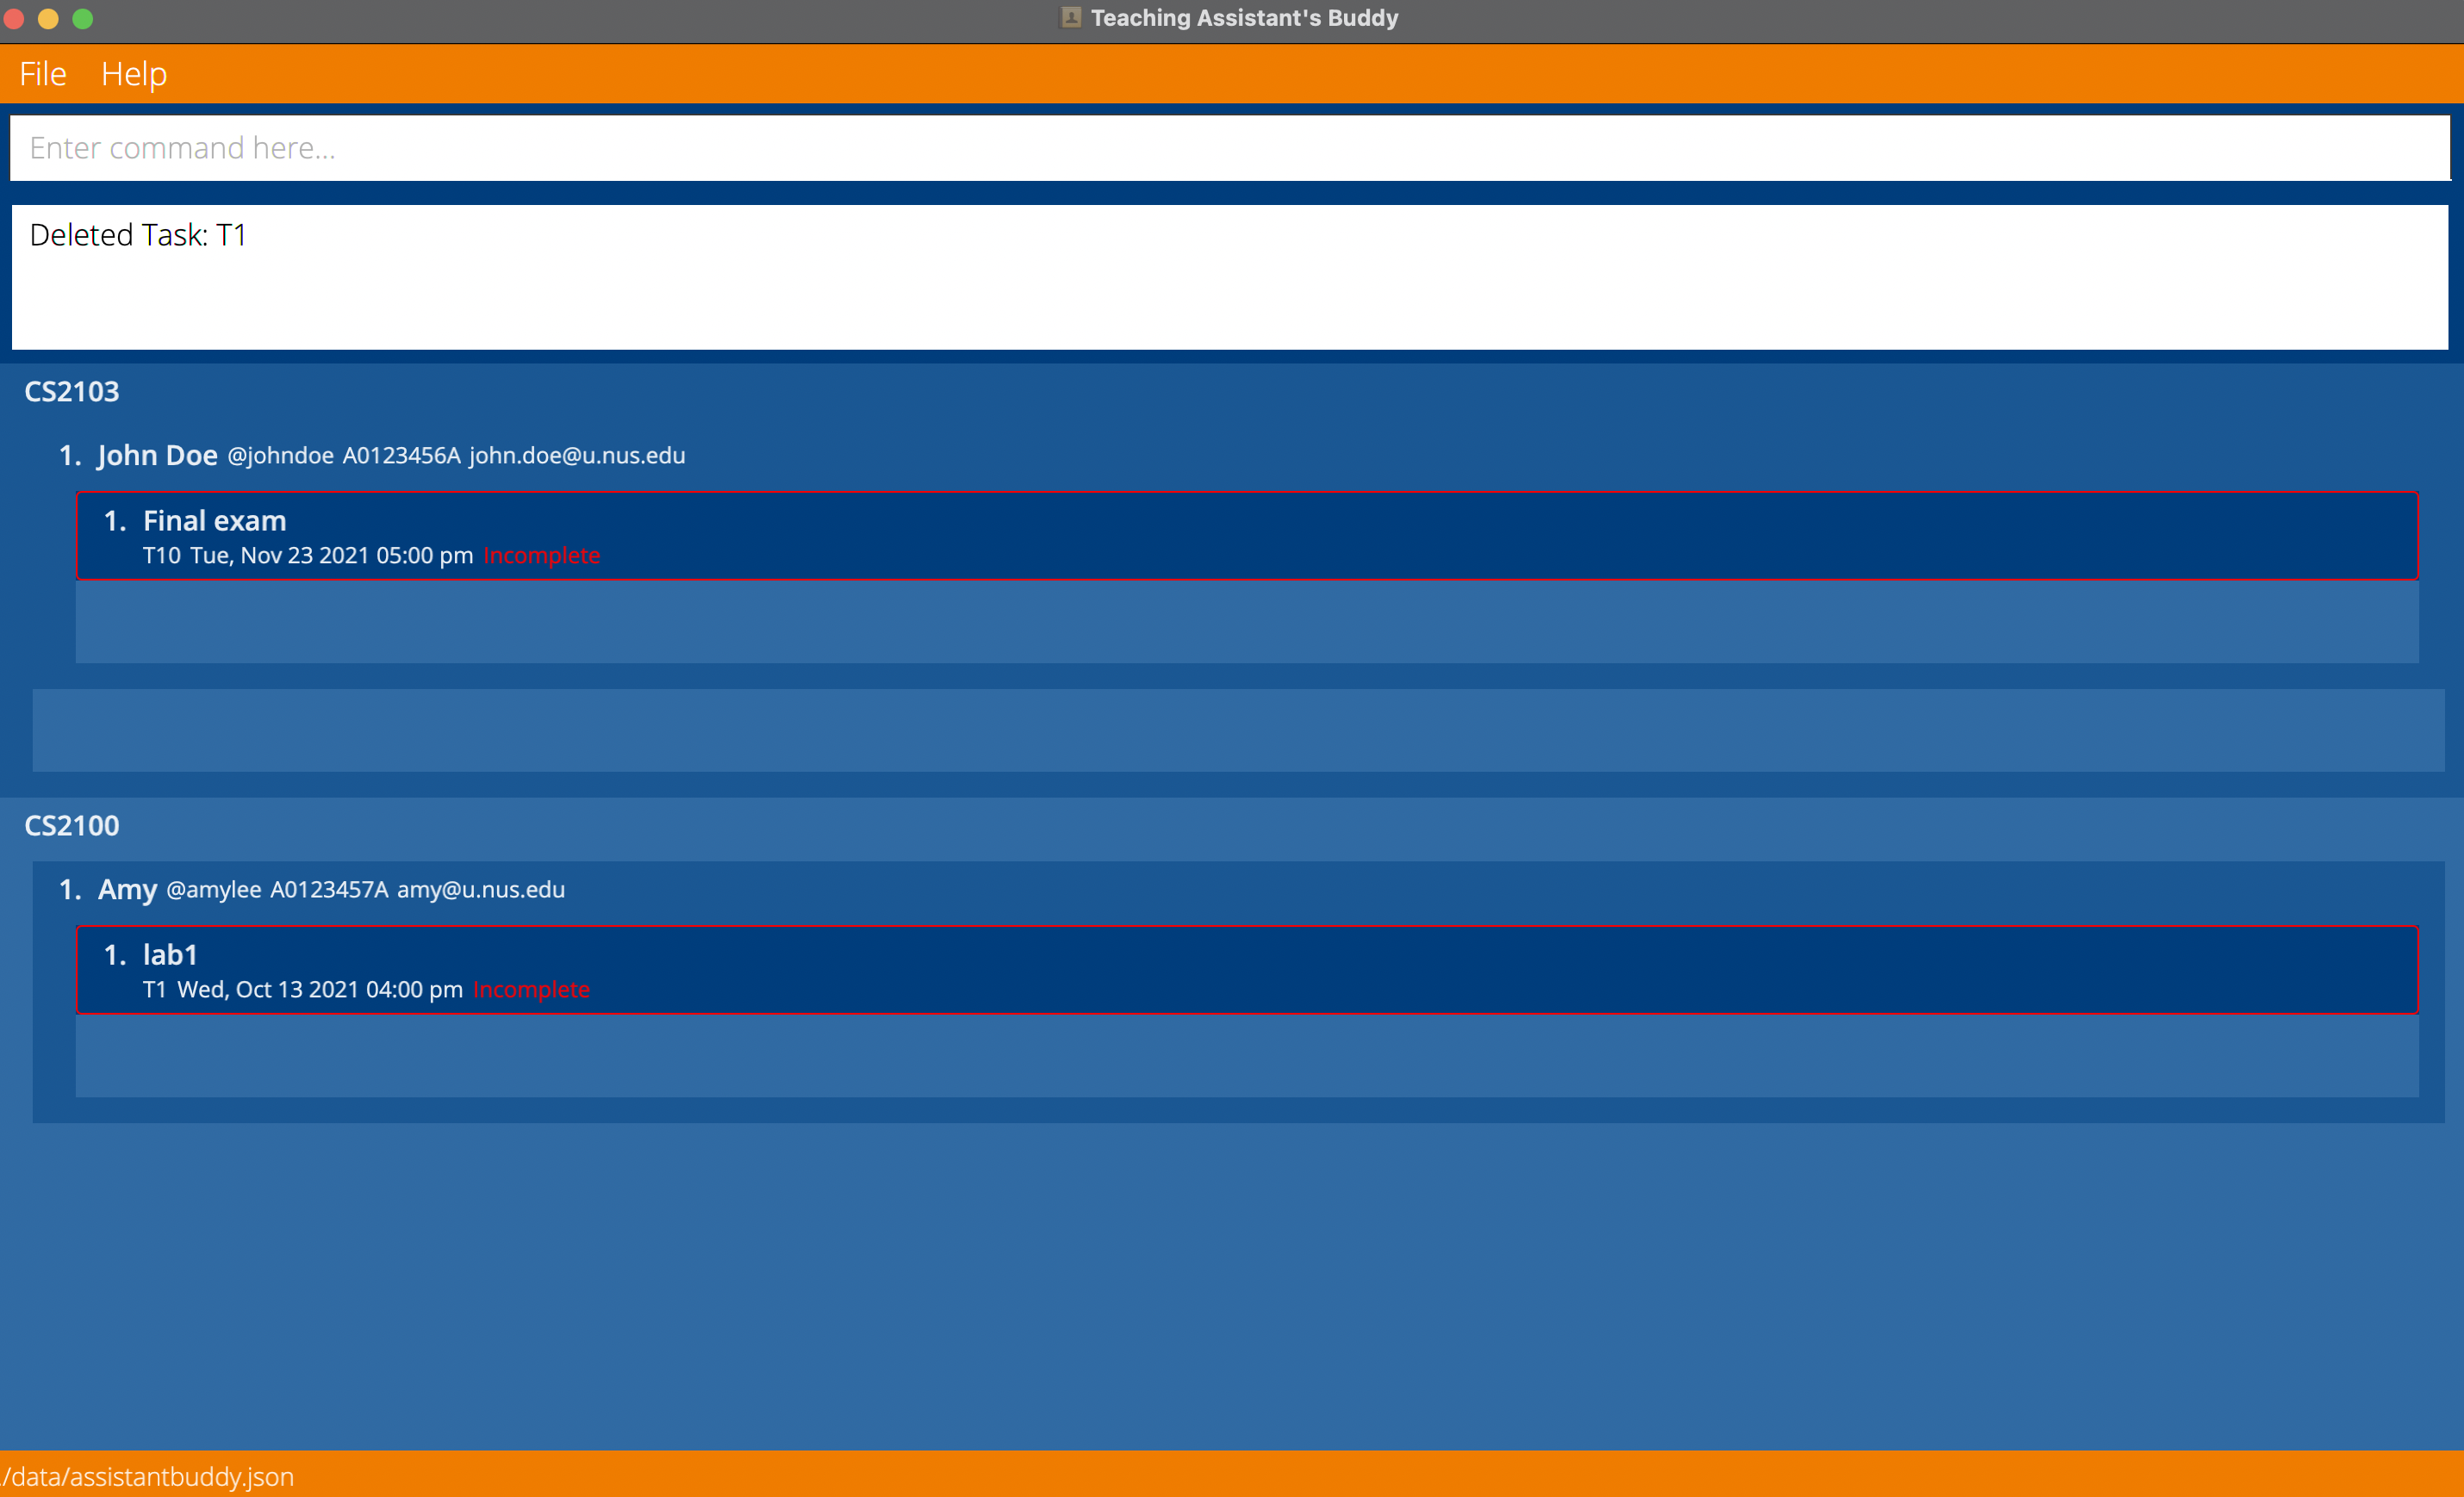 Teaching Assistant's Buddy
File Help
Enter command here...
Deleted Task: T1
CS2103
1. John Doe @johndoe A0123456A john.doe@u.nus.edu
1. Final exam
T10 Tue, Nov 23 2021 05:00 pm Incomplete
CS2100
1. Amy @amylee A0123457A amy@u.nus.edu
1. lab1
T1 Wed, Oct 13 2021 04:00 pm Incomplete
./data/assistantbuddy.json